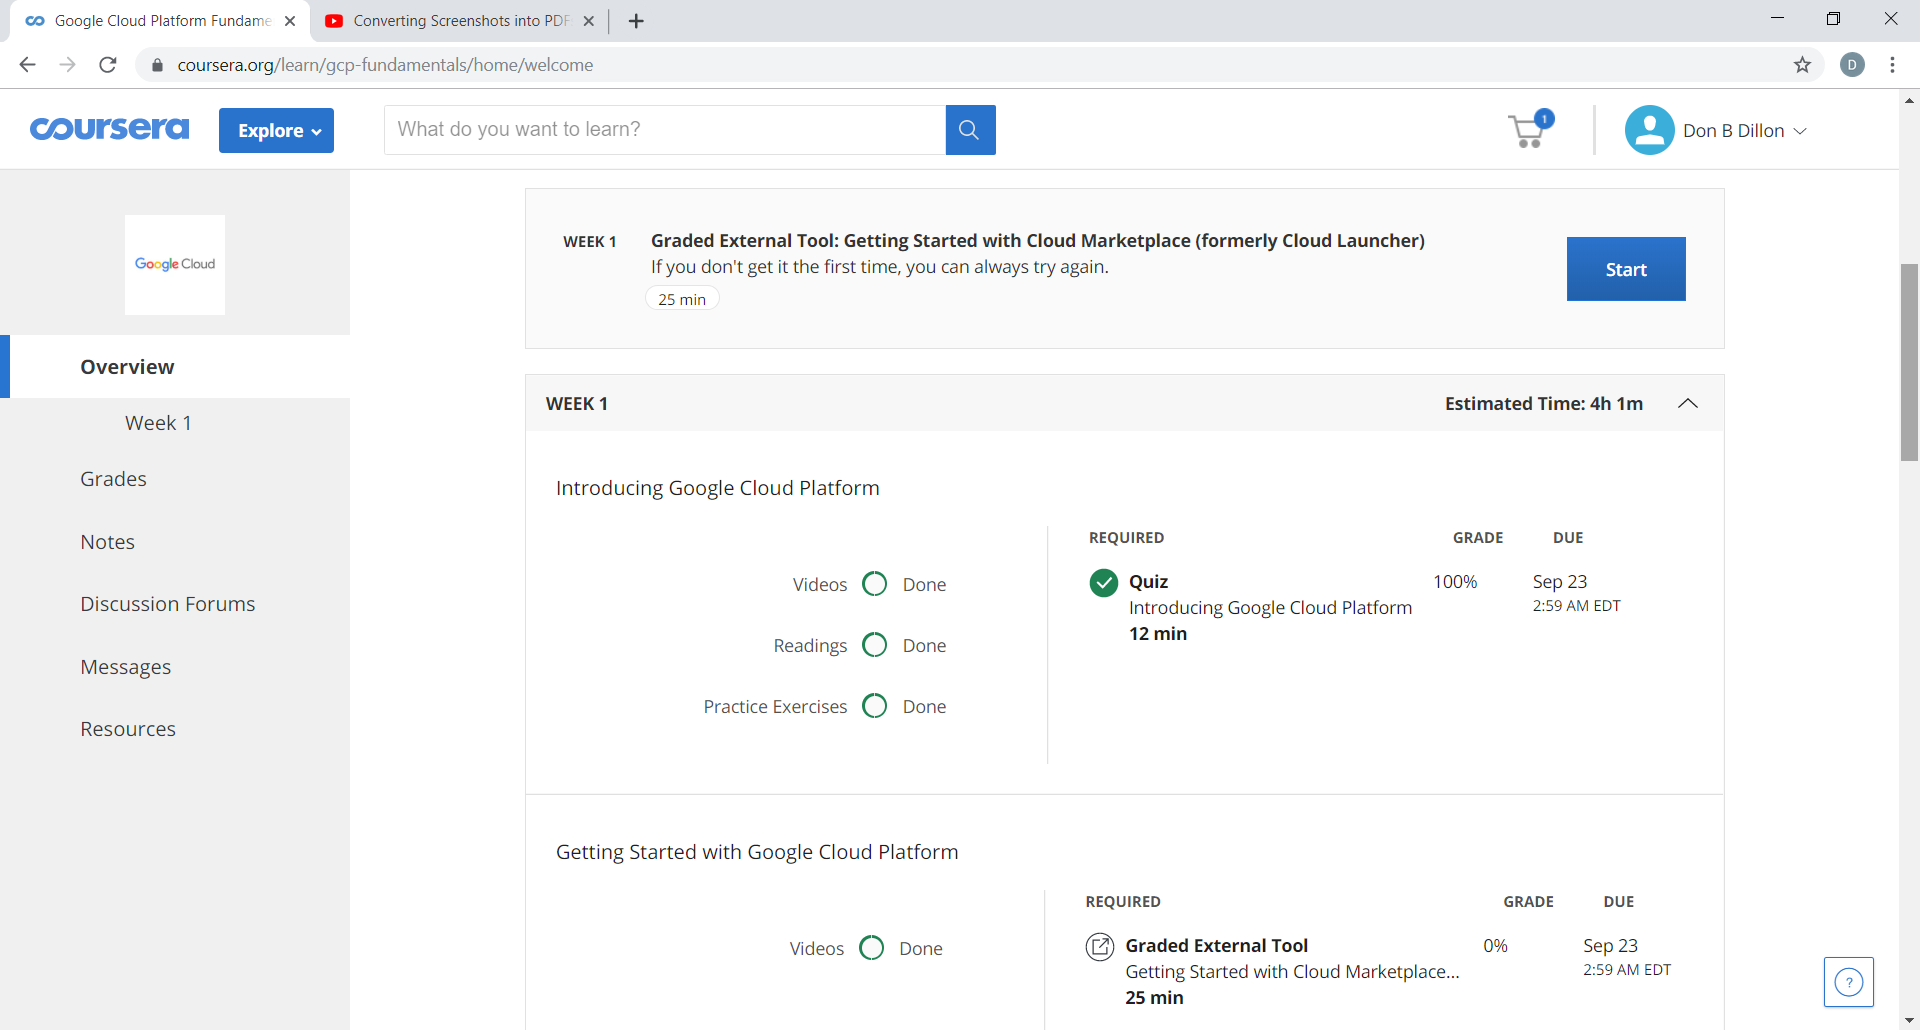 Google Cloud Platform Fundame
Converting Screenshots into PDF
coursera.org/learn/gcp-fundamentals/home/welcome
D
coursera
Explore
What do you want to learn?
1
Don B Dillon
Google Cloud
Overview
Week 1
Grades
Notes
Discussion Forums
Messages
Resources
WEEK 1
Graded External Tool: Getting Started with Cloud Marketplace (formerly Cloud Launcher)
If you don't get it the first time, you can always try again.
25 min
Start
WEEK 1
Estimated Time: 4h 1m
Introducing Google Cloud Platform
Videos Done
Readings Done
Practice Exercises Done
REQUIRED GRADE DUE
Quiz 100% Sep 23
Introducing Google Cloud Platform 2:59 AM EDT
12 min
Getting Started with Google Cloud Platform
Videos Done
REQUIRED GRADE DUE
Graded External Tool 0% Sep 23
Getting Started with Cloud Marketplace... 2:59 AM EDT
25 min
?